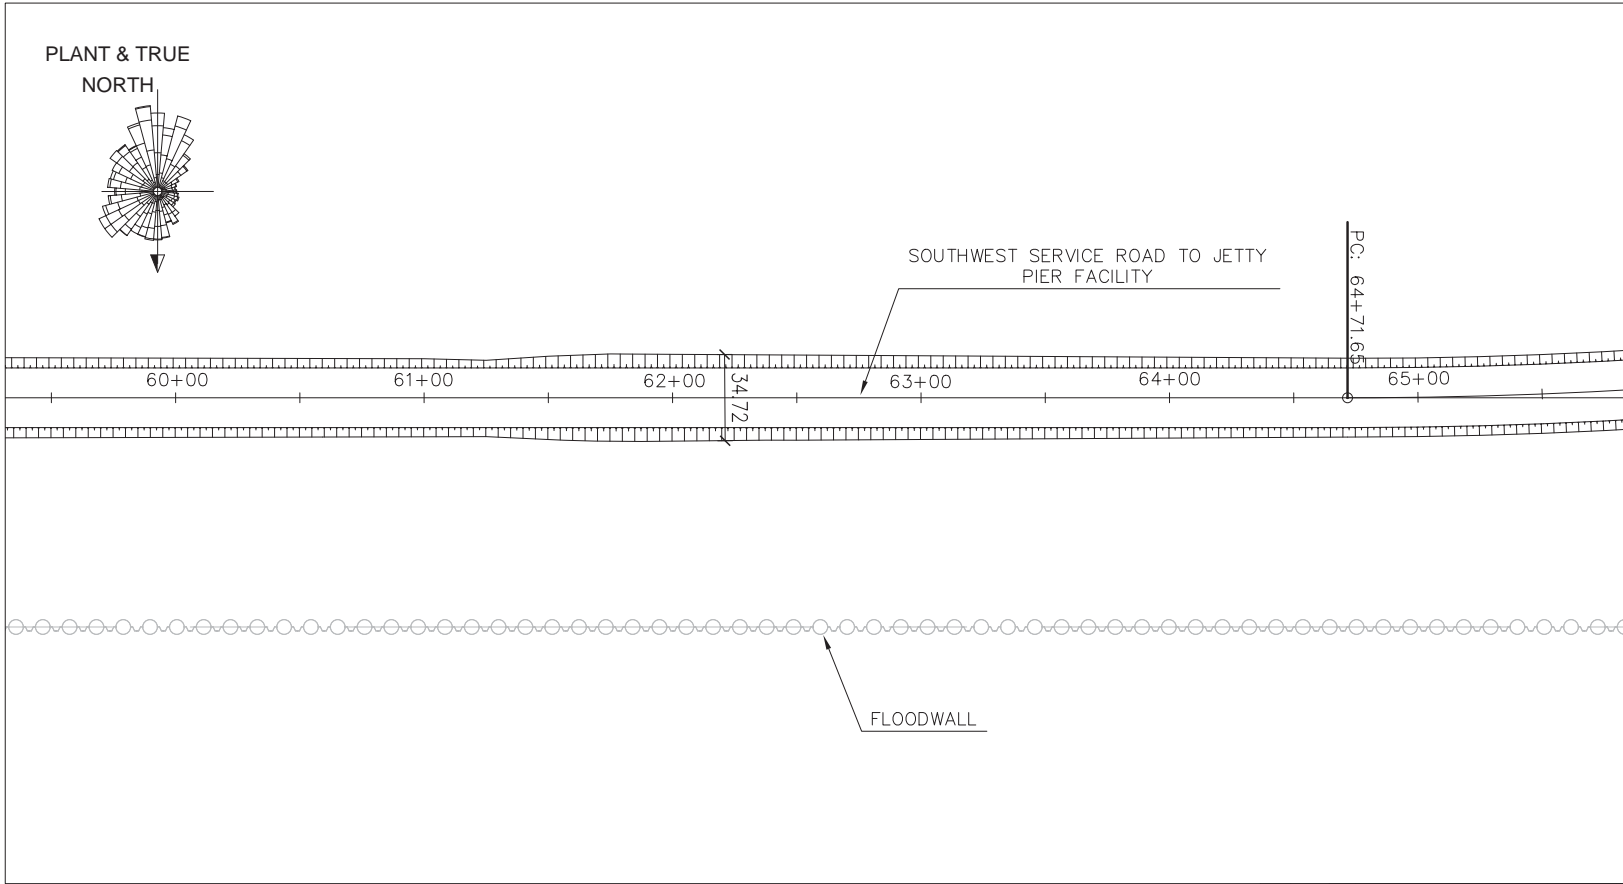 PLANT & TRUE
NORTH
SOUTHWEST SERVICE ROAD TO JETTY
PIER FACILITY
PC: 64+71.65
60+00
61+00
62+00
63+00
64+00
65+00
34.72
FLOODWALL